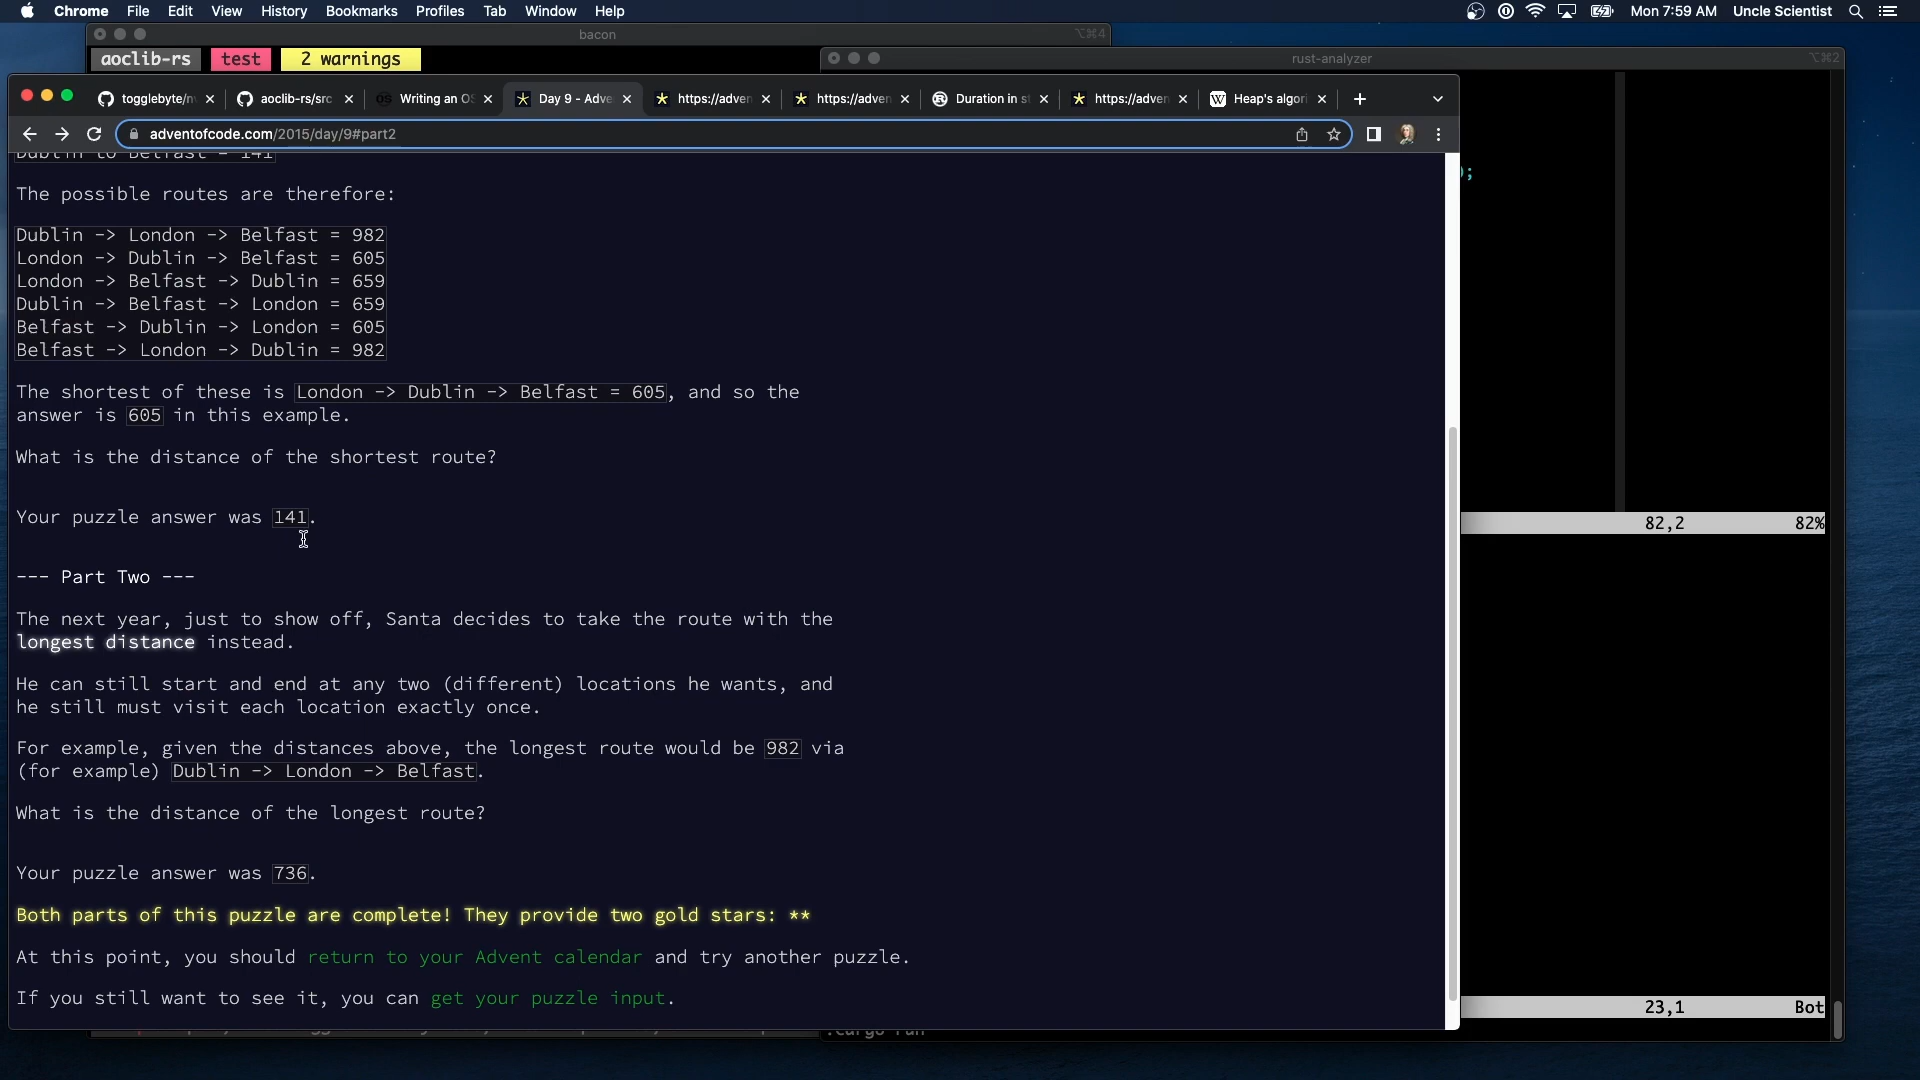 Chrome File Edit View History Bookmarks Profiles Tab Window Help
Mon 7:59 AM Uncle Scientist
bacon ⌥⌘4
aoclib-rs test 2 warnings
rust-analyzer ⌥⌘2
togglebyte/n
aoclib-rs/src
Writing an OS
Day 9 - Adve
https://adven
https://adven
Duration in st
https://adven
Heap's algori
adventofcode.com/2015/day/9#part2
Dublin to Belfast = 141
The possible routes are therefore:
Dublin -> London -> Belfast = 982
London -> Dublin -> Belfast = 605
London -> Belfast -> Dublin = 659
Dublin -> Belfast -> London = 659
Belfast -> Dublin -> London = 605
Belfast -> London -> Dublin = 982
The shortest of these is London -> Dublin -> Belfast = 605, and so the
answer is 605 in this example.
What is the distance of the shortest route?
Your puzzle answer was 141.
--- Part Two ---
The next year, just to show off, Santa decides to take the route with the
longest distance instead.
He can still start and end at any two (different) locations he wants, and
he still must visit each location exactly once.
For example, given the distances above, the longest route would be 982 via
(for example) Dublin -> London -> Belfast.
What is the distance of the longest route?
Your puzzle answer was 736.
Both parts of this puzzle are complete! They provide two gold stars: **
At this point, you should return to your Advent calendar and try another puzzle.
If you still want to see it, you can get your puzzle input.
);
82,2 82%
23,1 Bot
:Cargo run